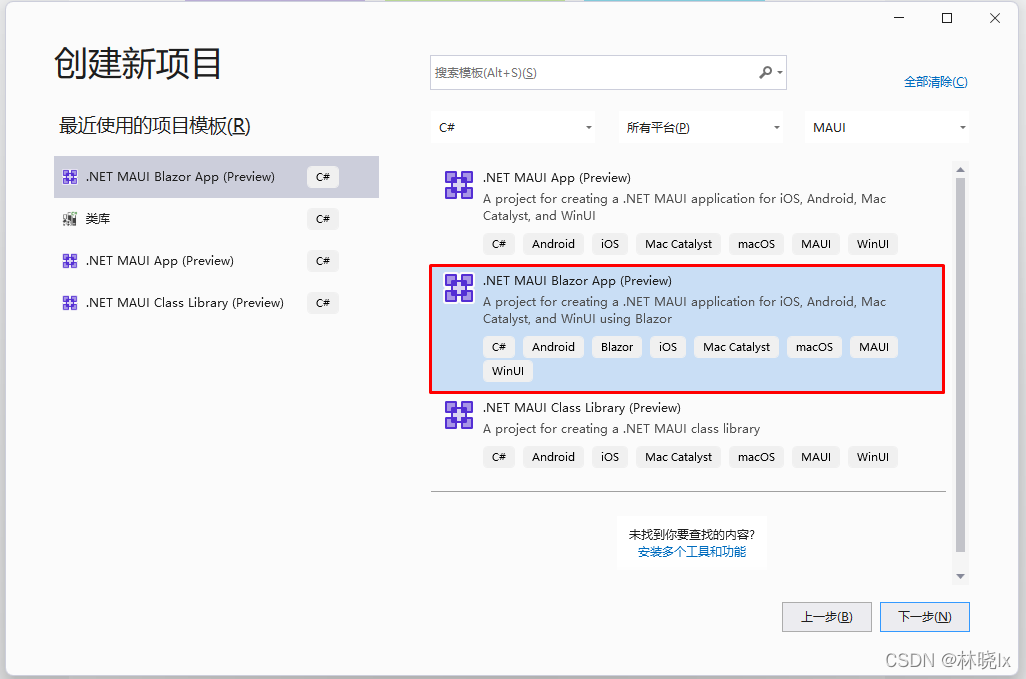 创建新项目
搜索模板(Alt+S)(S)
全部清除(C)
最近使用的项目模板(R)
C#
所有平台(P)
MAUI
.NET MAUI Blazor App (Preview)
C#
类库
C#
.NET MAUI App (Preview)
C#
.NET MAUI Class Library (Preview)
C#
.NET MAUI App (Preview)
A project for creating a .NET MAUI application for iOS, Android, Mac
Catalyst, and WinUI
C# Android iOS Mac Catalyst macOS MAUI WinUI
.NET MAUI Blazor App (Preview)
A project for creating a .NET MAUI application for iOS, Android, Mac
Catalyst, and WinUI using Blazor
C# Android Blazor iOS Mac Catalyst macOS MAUI
WinUI
.NET MAUI Class Library (Preview)
A project for creating a .NET MAUI class library
C# Android iOS Mac Catalyst macOS MAUI WinUI
未找到你要查找的内容?
安装多个工具和功能
上一步(B)
下一步(N)
CSDN @林晓lx